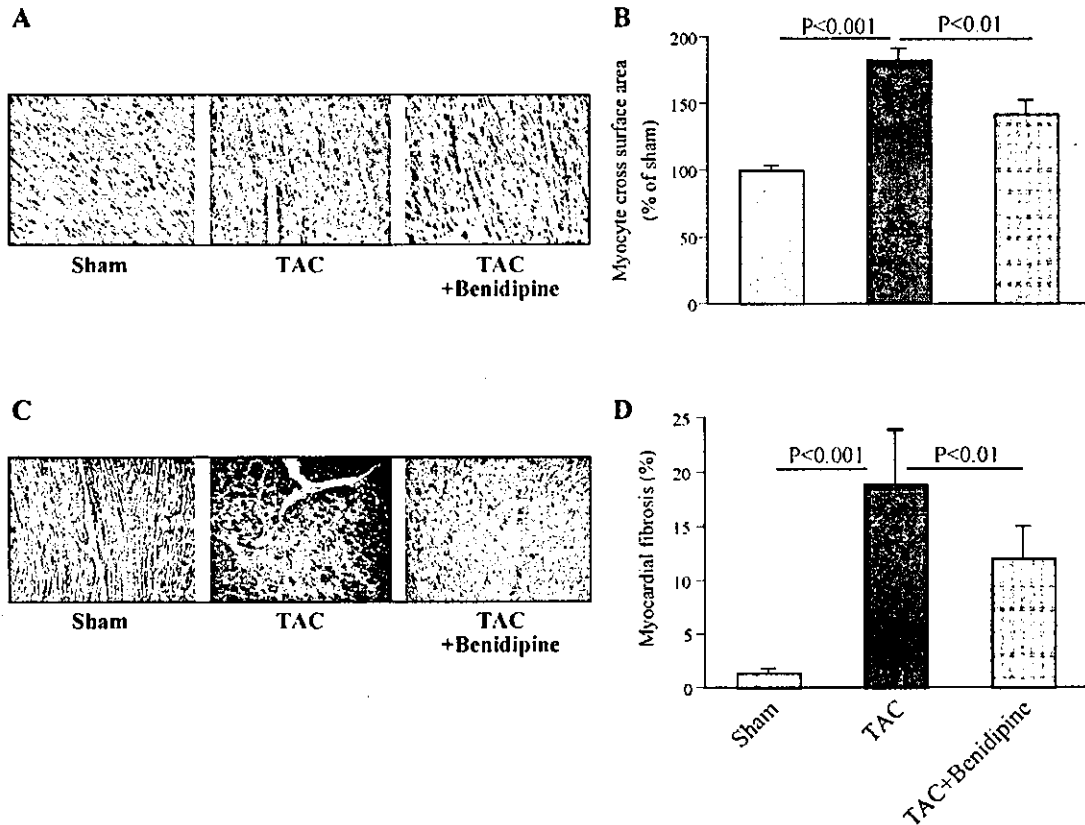 A
Sham
TAC
TAC
+Benidipine
B
P<0.001
P<0.01
Myocyte cross surface area
(% of sham)
200
150
100
50
0
C
Sham
TAC
TAC
+Benidipine
D
P<0.001
P<0.01
Myocardial fibrosis (%)
25
20
15
10
5
0
Sham
TAC
TAC+Benidipine